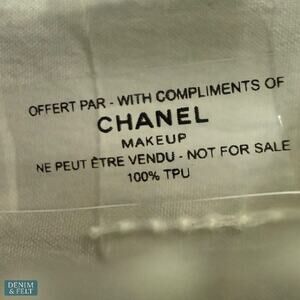 OFFERT PAR - WITH COMPLIMENTS OF
CHANEL
MAKEUP
NE PEUT ÊTRE VENDU - NOT FOR SALE
100% TPU
DENIM
& FELT